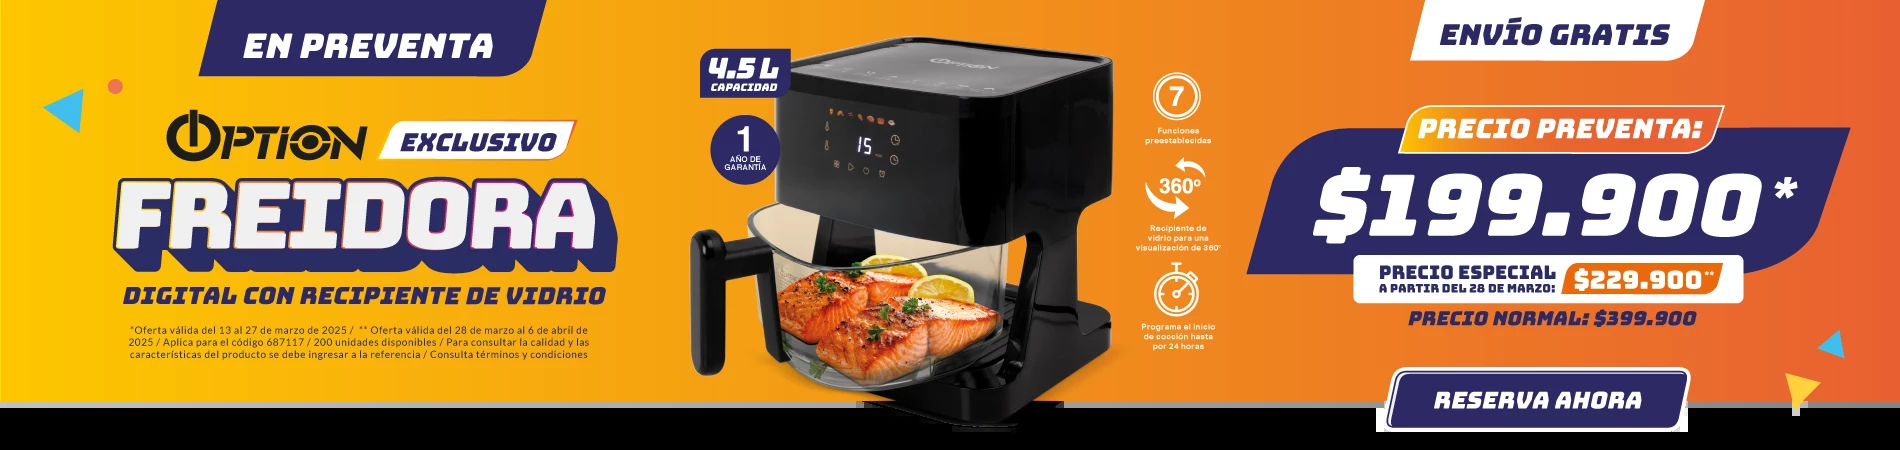 EN PREVENTA
OPTION EXCLUSIVO
FREIDORA
DIGITAL CON RECIPIENTE DE VIDRIO
*Oferta válida del 13 al 27 de marzo de 2025 / ** Oferta válida del 28 de marzo al 6 de abril de
2025 / Aplica para el código 687117 / 200 unidades disponibles / Para consultar la calidad y las
características del producto se debe ingresar a la referencia / Consulta términos y condiciones
4.5 L
CAPACIDAD
1
AÑO DE
GARANTÍA
OPTION
15
7
Funciones
preestablecidas
360°
Recipiente de
vidrio para una
visualización de 360°
Programa el inicio
de cocción hasta
por 24 horas
ENVÍO GRATIS
PRECIO PREVENTA:
$199.900*
PRECIO ESPECIAL
A PARTIR DEL 28 DE MARZO:
$229.900**
PRECIO NORMAL: $399.900
RESERVA AHORA